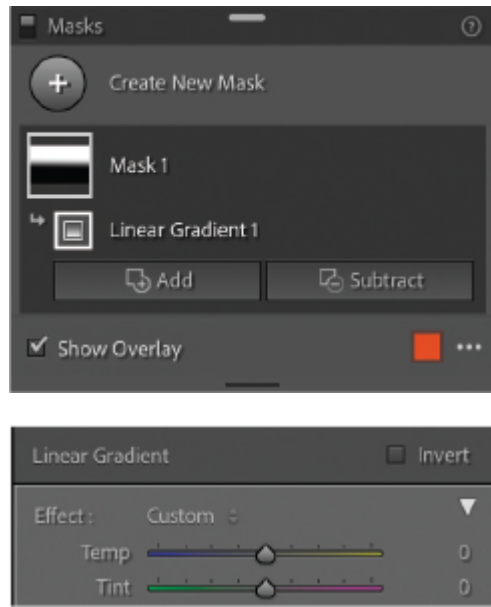 Masks
Create New Mask
Mask 1
Linear Gradient 1
Add Subtract
Show Overlay
Linear Gradient Invert
Effect : Custom
Temp 0
Tint 0